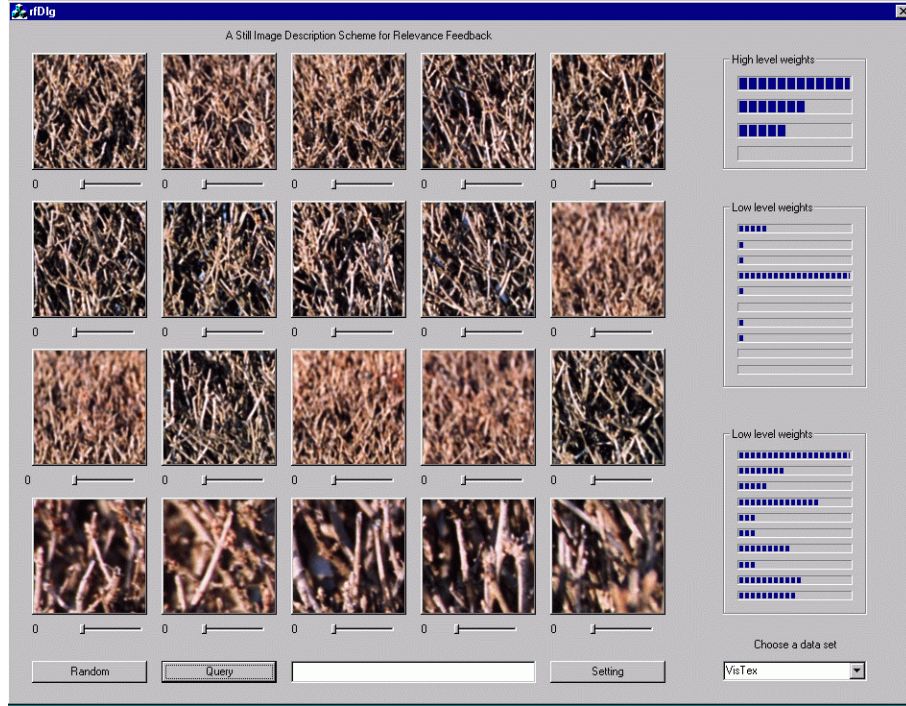 rfDlg
A Still Image Description Scheme for Relevance Feedback
High level weights
0 0 0 0 0
Low level weights
0 0 0 0 0
0 0 0 0 0
Low level weights
0 0 0 0 0
Choose a data set
Random Query Setting VisTex